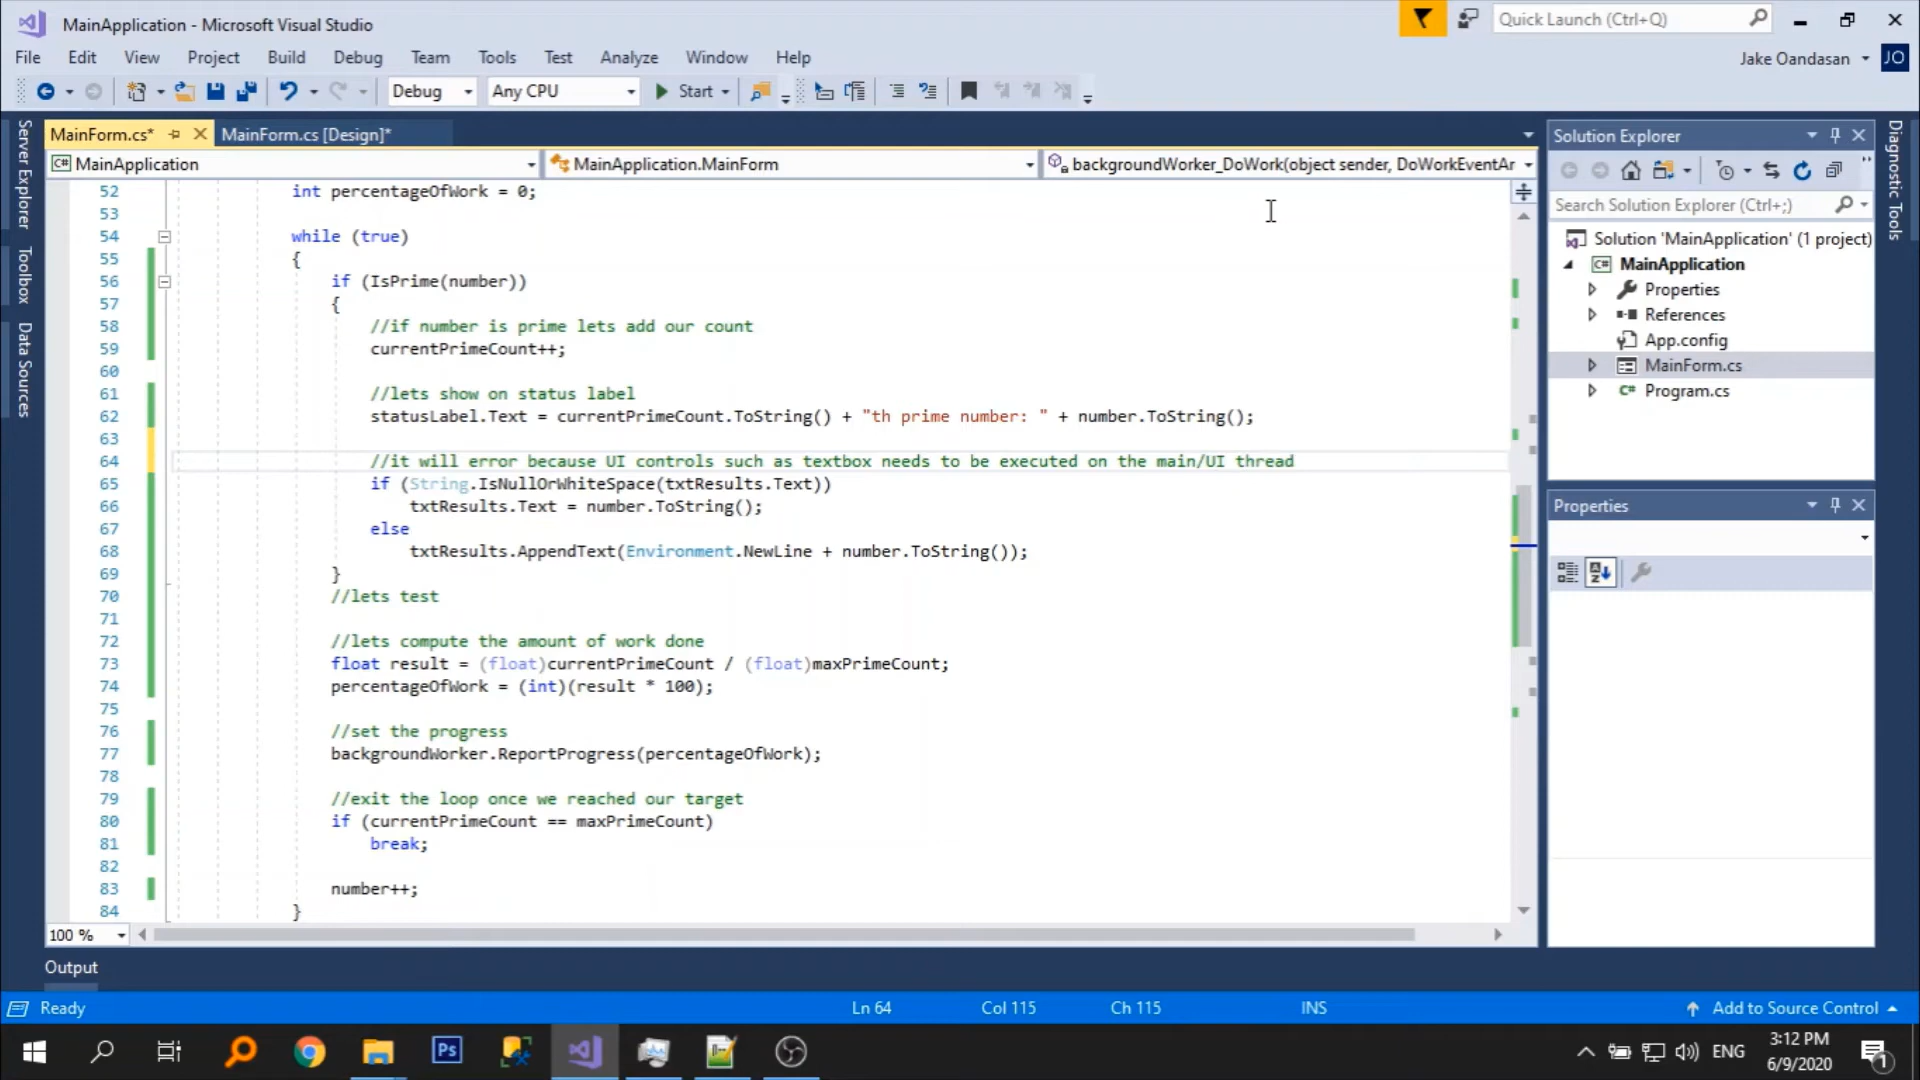 MainApplication - Microsoft Visual Studio
Quick Launch (Ctrl+Q)
File Edit View Project Build Debug Team Tools Test Analyze Window Help
Jake Oandasan JO
Debug Any CPU Start
Server Explorer
Toolbox
Data Sources
MainForm.cs* MainForm.cs [Design]*
C# MainApplication MainApplication.MainForm backgroundWorker_DoWork(object sender, DoWorkEventAr
52 int percentageOfWork = 0;
53
54 while (true)
55 {
56 if (IsPrime(number))
57 {
58 //if number is prime lets add our count
59 currentPrimeCount++;
60
61 //lets show on status label
62 statusLabel.Text = currentPrimeCount.ToString() + "th prime number: " + number.ToString();
63
64 //it will error because UI controls such as textbox needs to be executed on the main/UI thread
65 if (String.IsNullOrWhiteSpace(txtResults.Text))
66 txtResults.Text = number.ToString();
67 else
68 txtResults.AppendText(Environment.NewLine + number.ToString());
69 }
70 //lets test
71
72 //lets compute the amount of work done
73 float result = (float)currentPrimeCount / (float)maxPrimeCount;
74 percentageOfWork = (int)(result * 100);
75
76 //set the progress
77 backgroundWorker.ReportProgress(percentageOfWork);
78
79 //exit the loop once we reached our target
80 if (currentPrimeCount == maxPrimeCount)
81 break;
82
83 number++;
84 }
100 %
Solution Explorer
Search Solution Explorer (Ctrl+;)
Solution 'MainApplication' (1 project)
C# MainApplication
Properties
References
App.config
MainForm.cs
C# Program.cs
Properties
Diagnostic Tools
Output
Ready Ln 64 Col 115 Ch 115 INS Add to Source Control
Ps
ENG
3:12 PM
6/9/2020
1